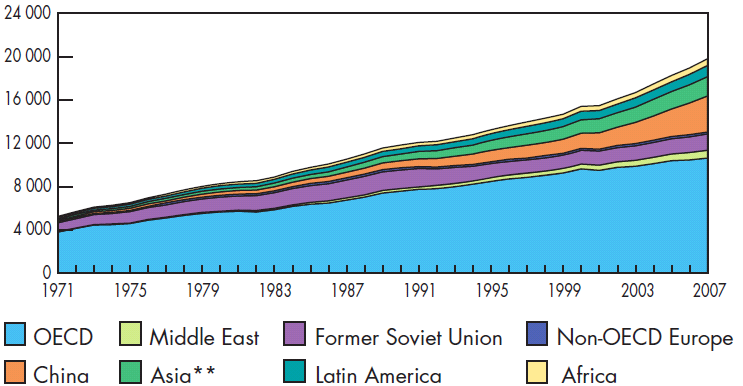 24 000
20 000
16 000
12 000
8 000
4 000
0
1971 1975 1979 1983 1987 1991 1995 1999 2003 2007
OECD Middle East Former Soviet Union Non-OECD Europe
China Asia** Latin America Africa